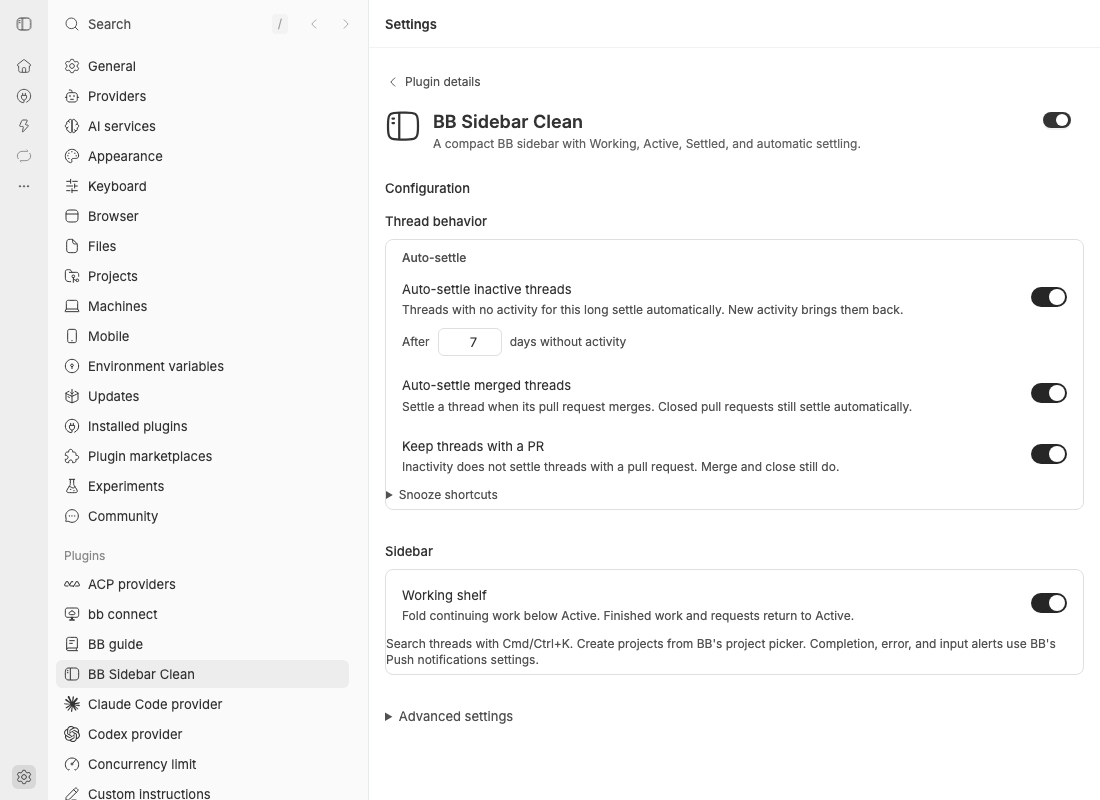 Search
/
General
Providers
AI services
Appearance
Keyboard
Browser
Files
Projects
Machines
Mobile
Environment variables
Updates
Installed plugins
Plugin marketplaces
Experiments
Community
Plugins
ACP providers
bb connect
BB guide
BB Sidebar Clean
Claude Code provider
Codex provider
Concurrency limit
Custom instructions
Settings
Plugin details
BB Sidebar Clean
A compact BB sidebar with Working, Active, Settled, and automatic settling.
Configuration
Thread behavior
Auto-settle
Auto-settle inactive threads
Threads with no activity for this long settle automatically. New activity brings them back.
After 7 days without activity
Auto-settle merged threads
Settle a thread when its pull request merges. Closed pull requests still settle automatically.
Keep threads with a PR
Inactivity does not settle threads with a pull request. Merge and close still do.
Snooze shortcuts
Sidebar
Working shelf
Fold continuing work below Active. Finished work and requests return to Active.
Search threads with Cmd/Ctrl+K. Create projects from BB's project picker. Completion, error, and input alerts use BB's
Push notifications settings.
Advanced settings